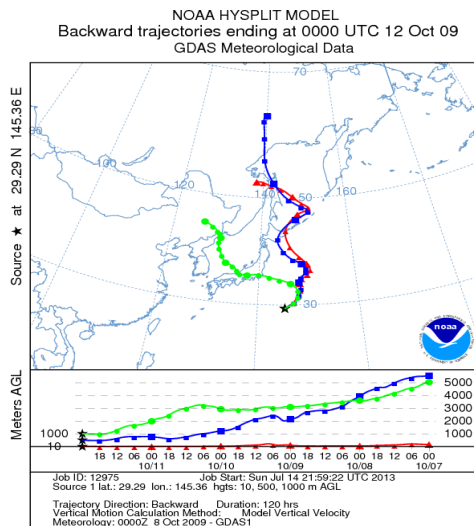 NOAA HYSPLIT MODEL
Backward trajectories ending at 0000 UTC 12 Oct 09
GDAS Meteorological Data
Source ★ at 29.29 N 145.36 E
70
160
120
140
50
30
noaa
Meters AGL
5000
4000
3000
2000
1000
1000
10
18 12 06 00 18 12 06 00 18 12 06 00 18 12 06 00 18 12 06 00
10/11 10/10 10/09 10/08 10/07
Job ID: 12975 Job Start: Sun Jul 14 21:59:22 UTC 2013
Source 1 lat.: 29.29 lon.: 145.36 hgts: 10, 500, 1000 m AGL
Trajectory Direction: Backward Duration: 120 hrs
Vertical Motion Calculation Method: Model Vertical Velocity
Meteorology: 0000Z 8 Oct 2009 - GDAS1